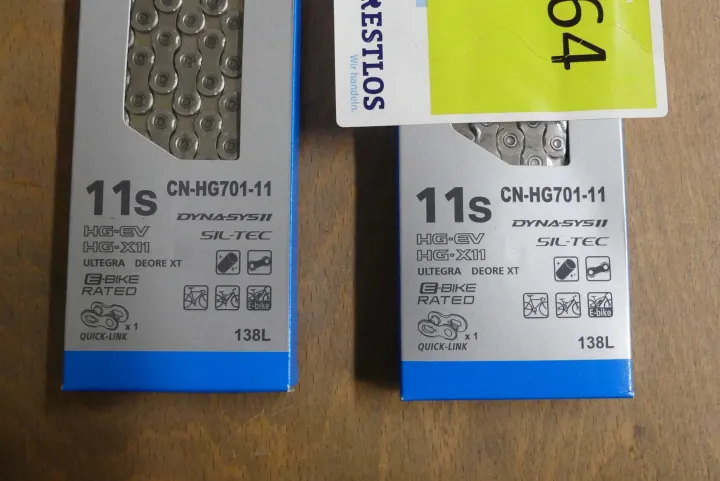 11s CN-HG701-11
DYNA-SYS11
HG-EV SIL-TEC
HG-X11
ULTEGRA DEORE XT
E-BIKE
RATED
E-bike
x 1
QUICK-LINK
138L
RESTLOS
Wir handeln.
64
11s CN-HG701-11
DYNA-SYS11
HG-EV SIL-TEC
HG-X11
ULTEGRA DEORE XT
E-BIKE
RATED
E-bike
x 1
QUICK-LINK
138L